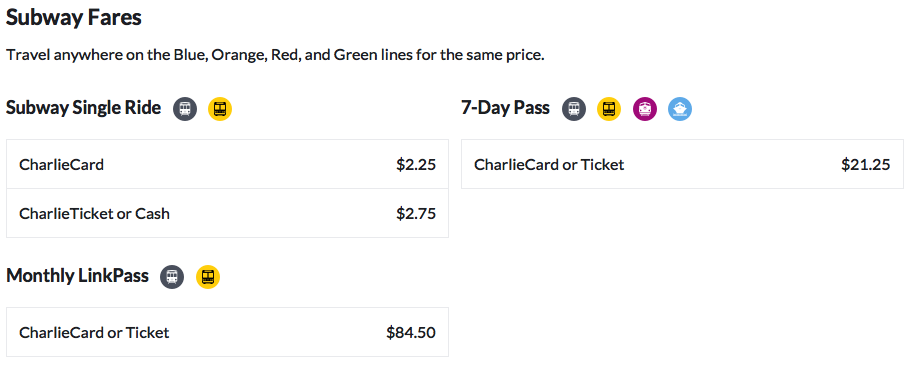 Subway Fares
Travel anywhere on the Blue, Orange, Red, and Green lines for the same price.
Subway Single Ride
CharlieCard $2.25
CharlieTicket or Cash $2.75
7-Day Pass
CharlieCard or Ticket $21.25
Monthly LinkPass
CharlieCard or Ticket $84.50